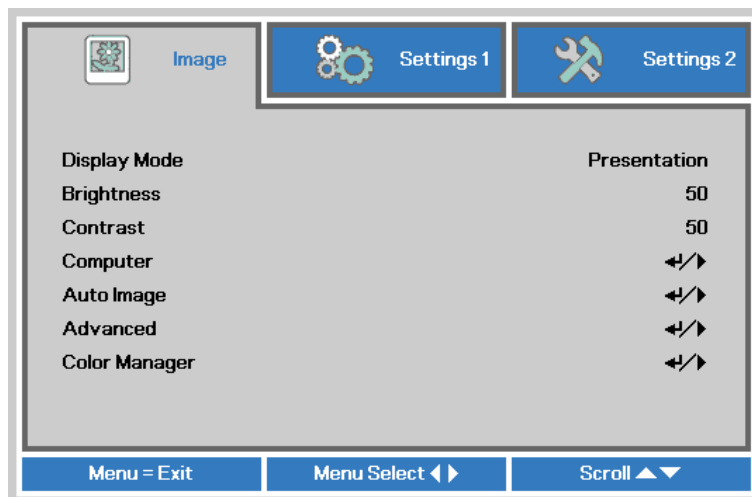 Image Settings 1 Settings 2
Display Mode Presentation
Brightness 50
Contrast 50
Computer ↵/▶
Auto Image ↵/▶
Advanced ↵/▶
Color Manager ↵/▶
Menu = Exit Menu Select ◀ ▶ Scroll ▲▼